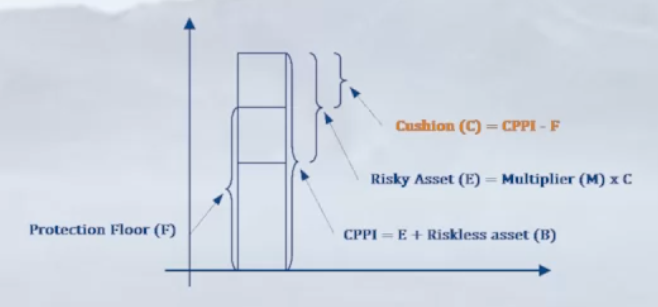 Cushion (C) = CPPI - F
Risky Asset (E) = Multiplier (M) x C
Protection Floor (F)
CPPI = E + Riskless asset (B)